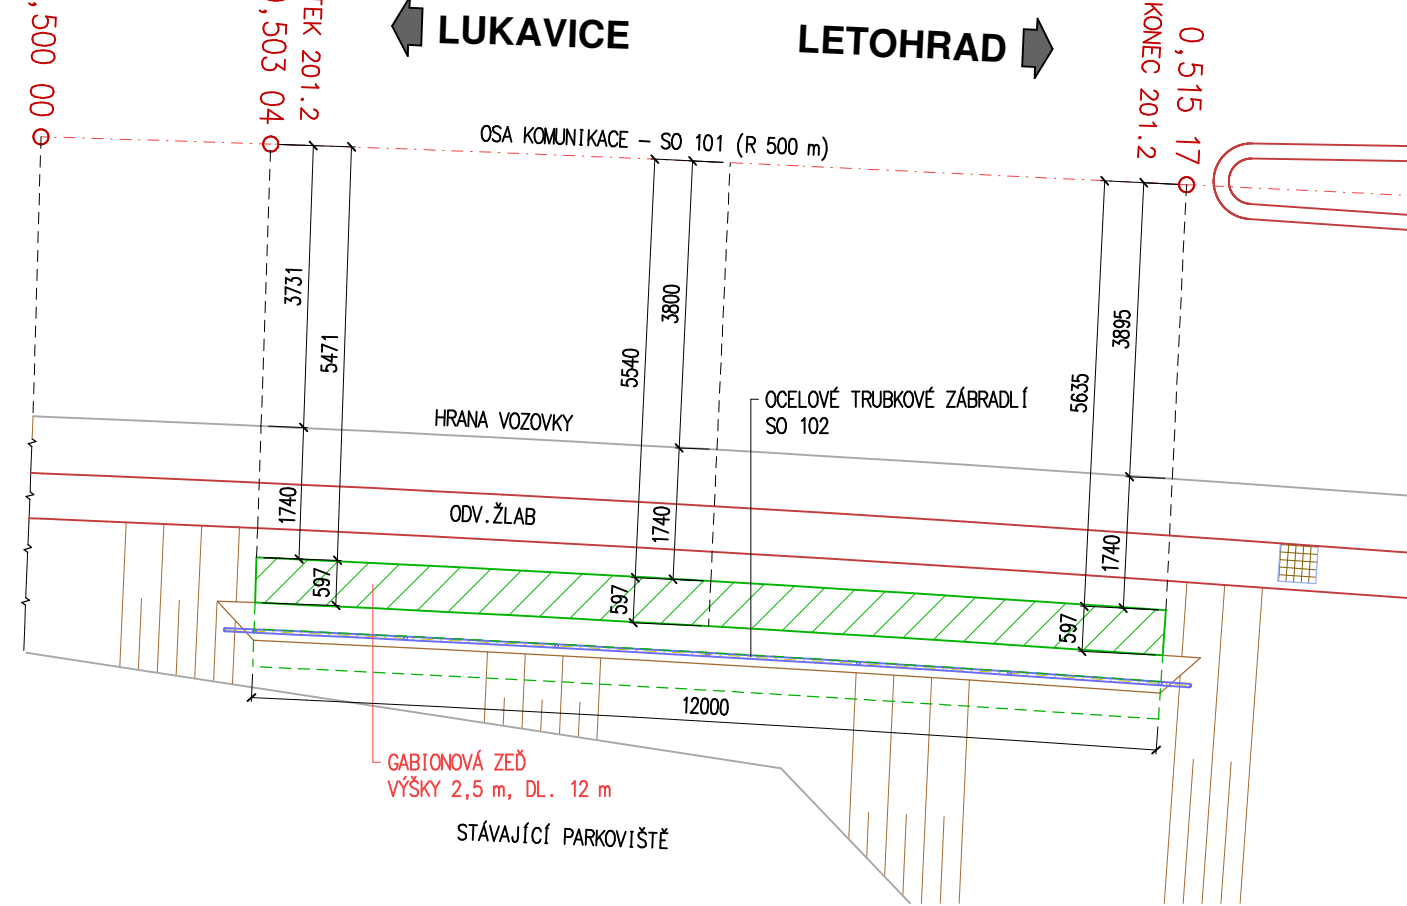 ,500 00
,503 04
TEK 201.2
LUKAVICE
LETOHRAD
KONEC 201.2
0,515 17
OSA KOMUNIKACE – SO 101 (R 500 m)
3731
5471
5540
3800
5635
3895
HRANA VOZOVKY
OCELOVÉ TRUBKOVÉ ZÁBRADLÍ
SO 102
1740
ODV.ŽLAB
1740
1740
597
597
597
12000
GABIONOVÁ ZEĎ
VÝŠKY 2,5 m, DL. 12 m
STÁVAJÍCÍ PARKOVIŠTĚ